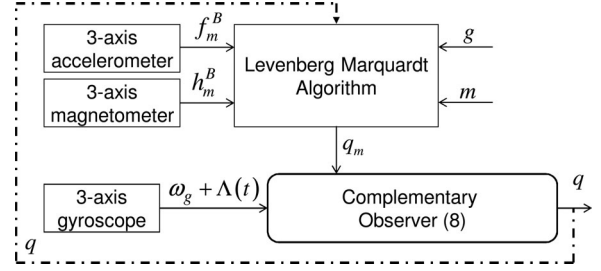 3-axis
accelerometer
f_m^B
Levenberg Marquardt
Algorithm
g
3-axis
magnetometer
h_m^B
m
q_m
3-axis
gyroscope
ω_g + Λ(t)
Complementary
Observer (8)
q
q